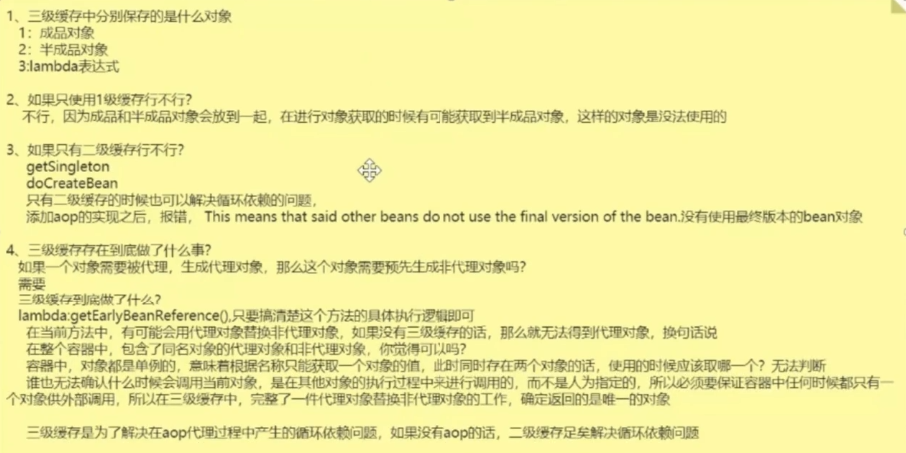 1、三级缓存中分别保存的是什么对象
1：成品对象
2：半成品对象
3:lambda表达式
2、如果只使用1级缓存行不行？
不行，因为成品和半成品对象会放到一起，在进行对象获取的时候有可能获取到半成品对象，这样的对象是没法使用的
3、如果只有二级缓存行不行？
getSingleton
doCreateBean
只有二级缓存的时候也可以解决循环依赖的问题，
添加aop的实现之后，报错， This means that said other beans do not use the final version of the bean.没有使用最终版本的bean对象
4、三级缓存存在到底做了什么事？
如果一个对象需要被代理，生成代理对象，那么这个对象需要预先生成非代理对象吗？
需要
三级缓存到底做了什么？
lambda:getEarlyBeanReference(),只要搞清楚这个方法的具体执行逻辑即可
在当前方法中，有可能会用代理对象替换非代理对象，如果没有三级缓存的话，那么就无法得到代理对象，换句话说
在整个容器中，包含了同名对象的代理对象和非代理对象，你觉得可以吗？
容器中，对象都是单例的，意味着根据名称只能获取一个对象的值，此时同时存在两个对象的话，使用的时候应该取哪一个？无法判断
谁也无法确认什么时候会调用当前对象，是在其他对象的执行过程中来进行调用的，而不是人为指定的，所以必须要保证容器中任何时候都只有一
个对象供外部调用，所以在三级缓存中，完整了一件代理对象替换非代理对象的工作，确定返回的是唯一的对象
三级缓存是为了解决在aop代理过程中产生的循环依赖问题，如果没有aop的话，二级缓存足矣解决循环依赖问题